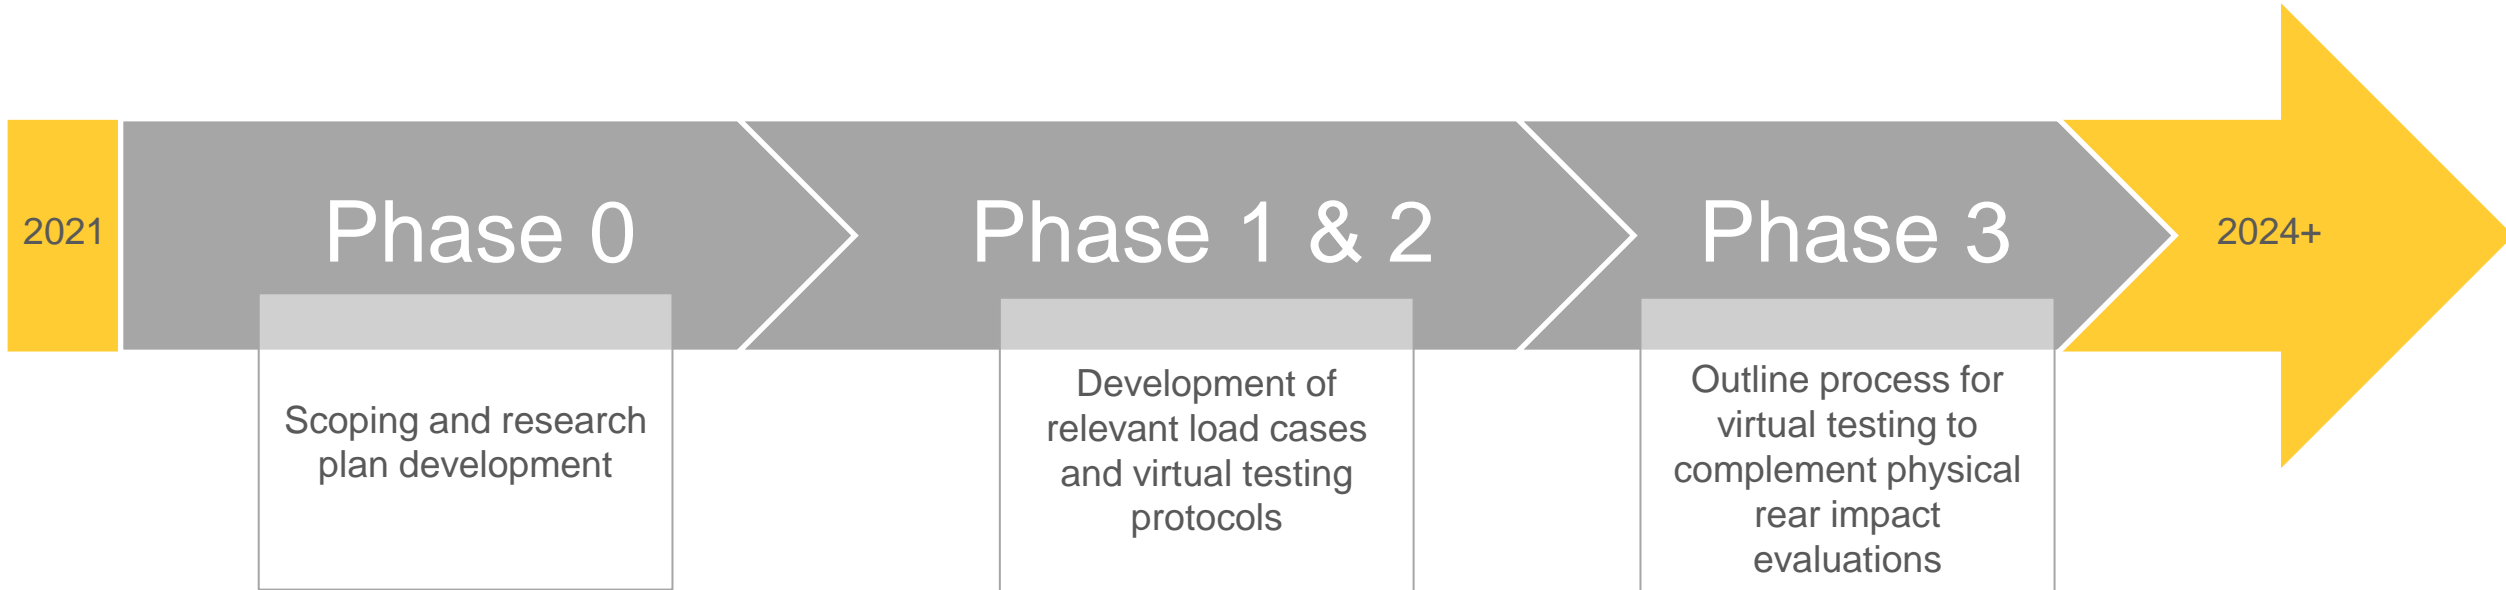 2021
Phase 0
Phase 1 & 2
Phase 3
2024+
Scoping and research
plan development
Development of
relevant load cases
and virtual testing
protocols
Outline process for
virtual testing to
complement physical
rear impact
evaluations